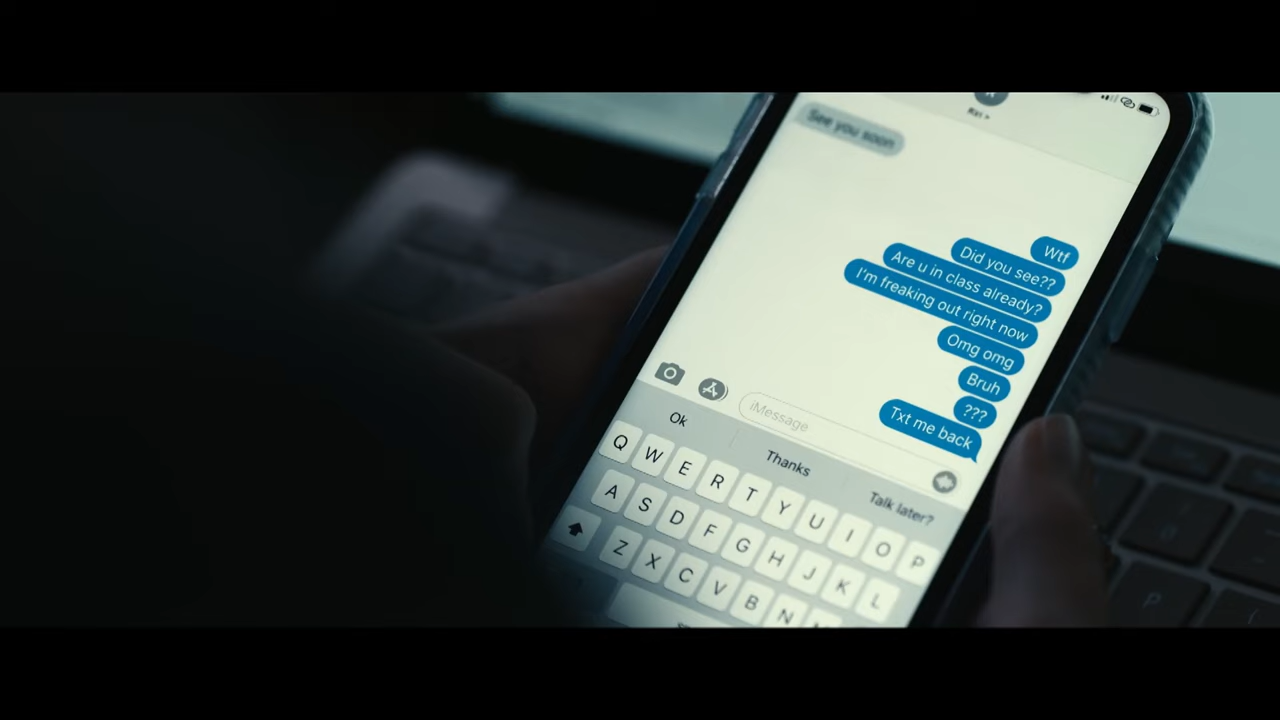 See you soon
Wtf
Did you see??
Are u in class already?
I'm freaking out right now
Omg omg
Bruh
???
Txt me back
iMessage
Ok
Thanks
Talk later?
Q W E R T Y U I O P
A S D F G H J K L
Z X C V B N